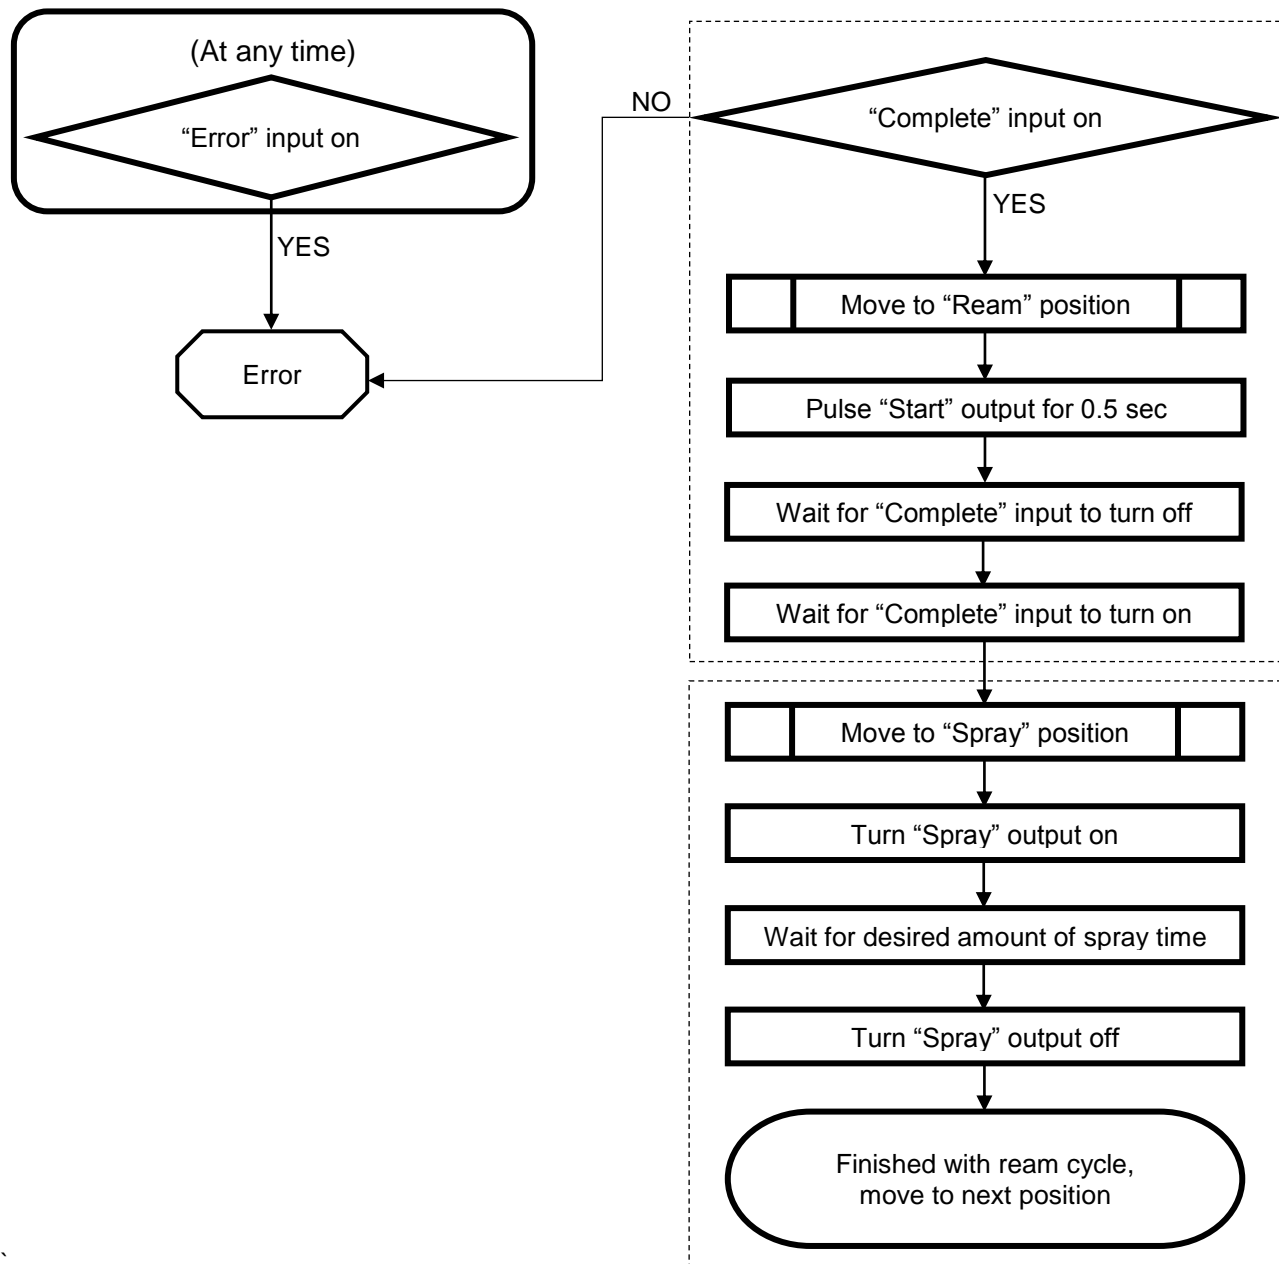 (At any time)
“Error” input on
YES
Error
NO
“Complete” input on
YES
Move to “Ream” position
Pulse “Start” output for 0.5 sec
Wait for “Complete” input to turn off
Wait for “Complete” input to turn on
Move to “Spray” position
Turn “Spray” output on
Wait for desired amount of spray time
Turn “Spray” output off
Finished with ream cycle,
move to next position
`